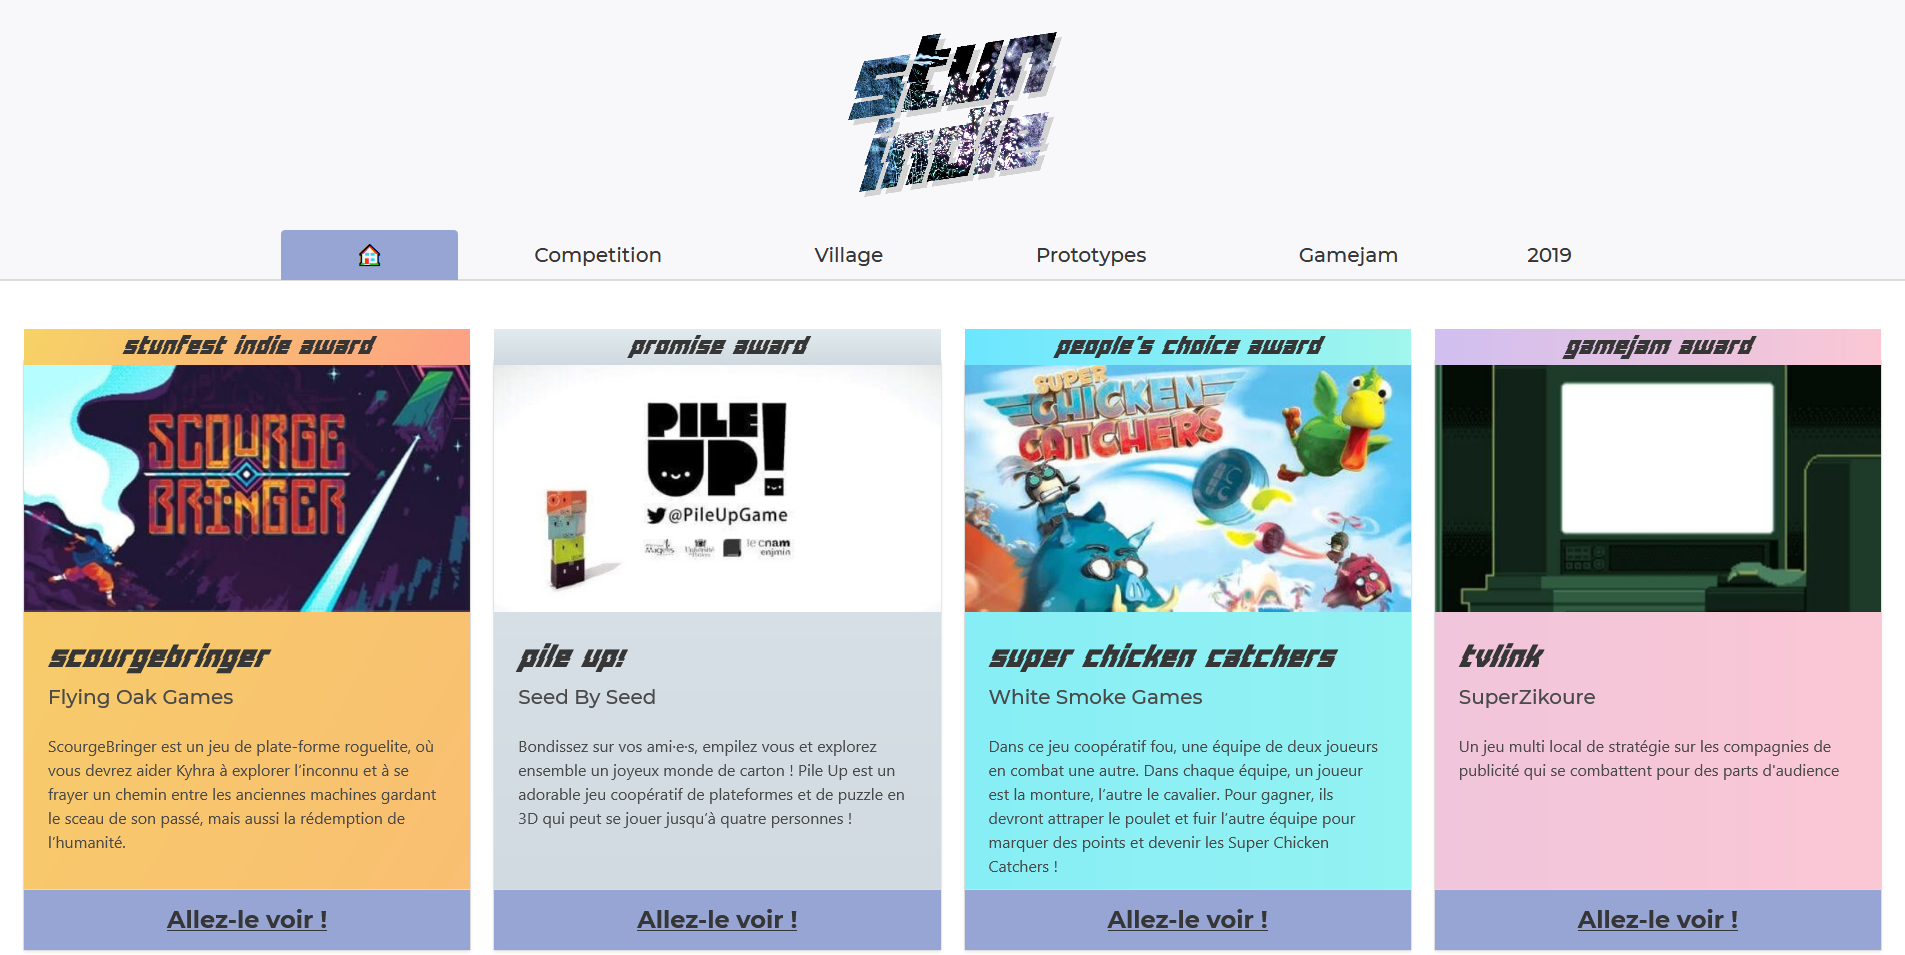 stun
indie
Competition
Village
Prototypes
Gamejam
2019
stunfest indie award
SCOURGE
BRINGER
scourgebringer
Flying Oak Games
ScourgeBringer est un jeu de plate-forme roguelite, où
vous devrez aider Kyhra à explorer l’inconnu et à se
frayer un chemin entre les anciennes machines gardant
le sceau de son passé, mais aussi la rédemption de
l’humanité.
Allez-le voir !
promise award
PILE
UP!
@PileUpGame
le cnam
enjmin
pile up!
Seed By Seed
Bondissez sur vos ami·e·s, empilez vous et explorez
ensemble un joyeux monde de carton ! Pile Up est un
adorable jeu coopératif de plateformes et de puzzle en
3D qui peut se jouer jusqu’à quatre personnes !
Allez-le voir !
people's choice award
SUPER
CHICKEN
CATCHERS
super chicken catchers
White Smoke Games
Dans ce jeu coopératif fou, une équipe de deux joueurs
en combat une autre. Dans chaque équipe, un joueur
est la monture, l’autre le cavalier. Pour gagner, ils
devront attraper le poulet et fuir l’autre équipe pour
marquer des points et devenir les Super Chicken
Catchers !
Allez-le voir !
gamejam award
tvlink
SuperZikoure
Un jeu multi local de stratégie sur les compagnies de
publicité qui se combattent pour des parts d'audience
Allez-le voir !